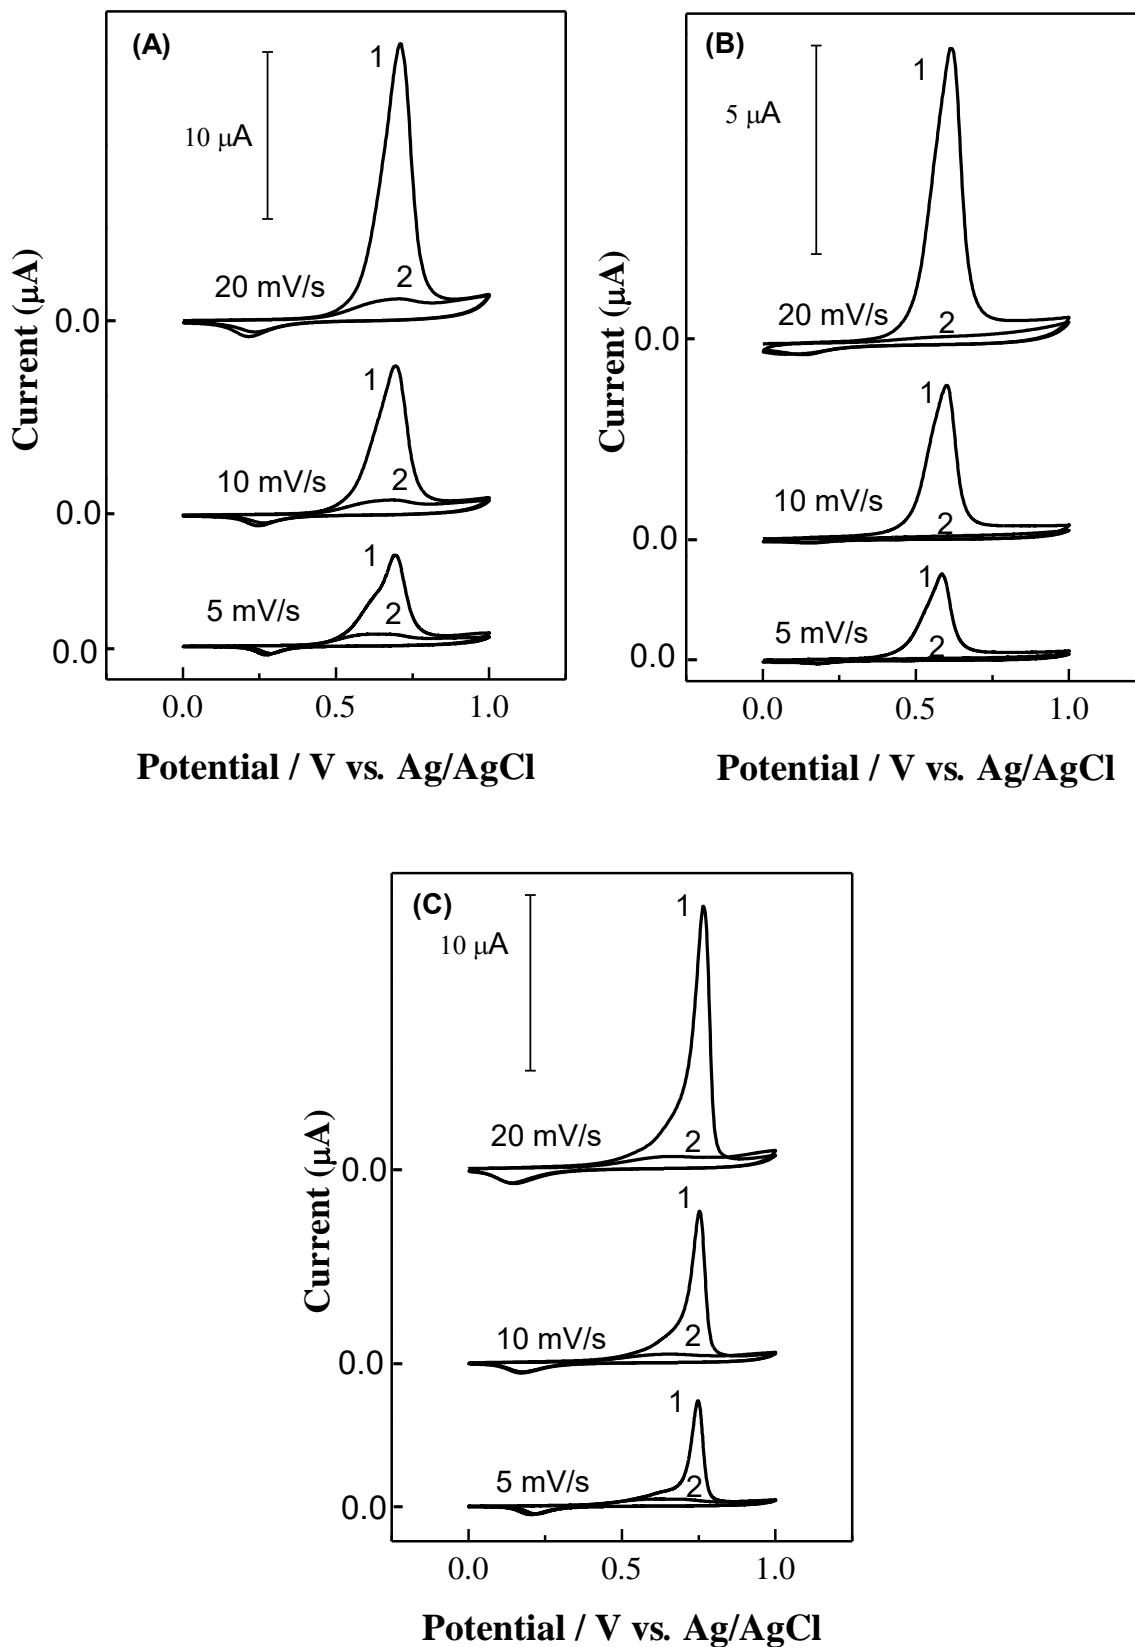 (A)
1
10 μA
20 mV/s
2
0.0
1
10 mV/s
2
0.0
1
5 mV/s
2
0.0
Current (μA)
0.0 0.5 1.0
Potential / V vs. Ag/AgCl
(B)
1
5 μA
20 mV/s
2
0.0
1
10 mV/s
2
0.0
1
5 mV/s
2
0.0
Current (μA)
0.0 0.5 1.0
Potential / V vs. Ag/AgCl
(C)
1
10 μA
20 mV/s
2
0.0
1
10 mV/s
2
0.0
1
5 mV/s
2
0.0
Current (μA)
0.0 0.5 1.0
Potential / V vs. Ag/AgCl